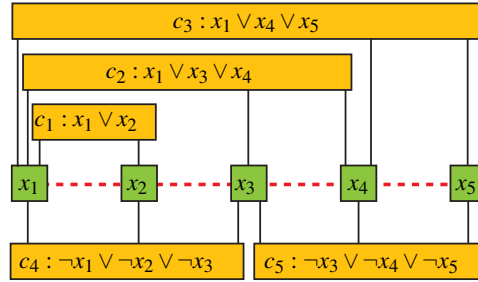 c₃ : x₁ ∨ x₄ ∨ x₅
c₂ : x₁ ∨ x₃ ∨ x₄
c₁ : x₁ ∨ x₂
x₁ x₂ x₃ x₄ x₅
c₄ : ¬x₁ ∨ ¬x₂ ∨ ¬x₃ c₅ : ¬x₃ ∨ ¬x₄ ∨ ¬x₅